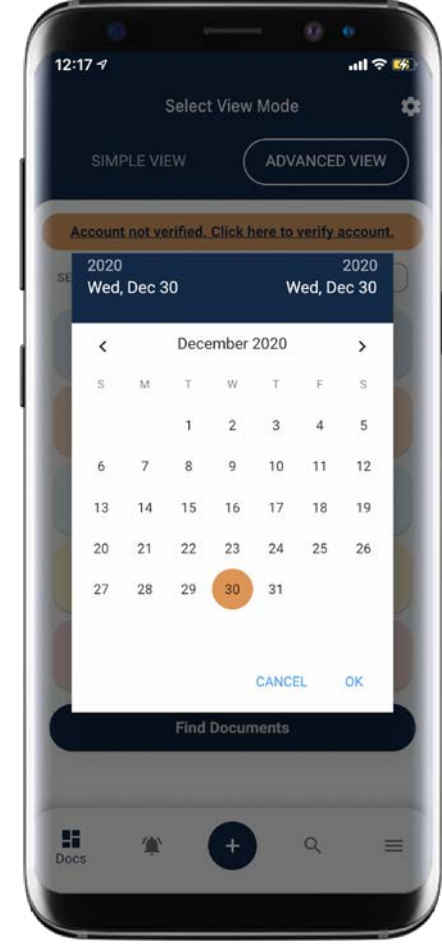 12:17
Select View Mode
SIMPLE VIEW ADVANCED VIEW
Account not verified. Click here to verify account.
SE
2020 2020
Wed, Dec 30 Wed, Dec 30
December 2020
S M T W T F S
1 2 3 4 5
6 7 8 9 10 11 12
13 14 15 16 17 18 19
20 21 22 23 24 25 26
27 28 29 30 31
CANCEL OK
Find Documents
Docs